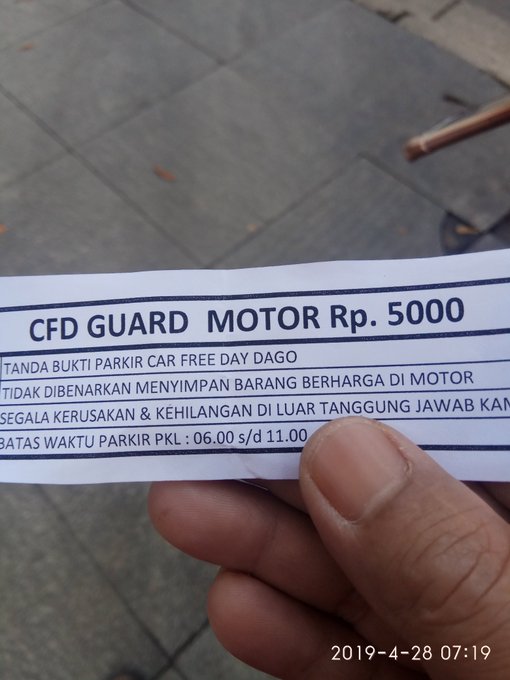 CFD GUARD MOTOR Rp. 5000
TANDA BUKTI PARKIR CAR FREE DAY DAGO
TIDAK DIBENARKAN MENYIMPAN BARANG BERHARGA DI MOTOR
SEGALA KERUSAKAN & KEHILANGAN DI LUAR TANGGUNG JAWAB
BATAS WAKTU PARKIR PKL : 06.00 s/d 11.00
2019-4-28 07:19